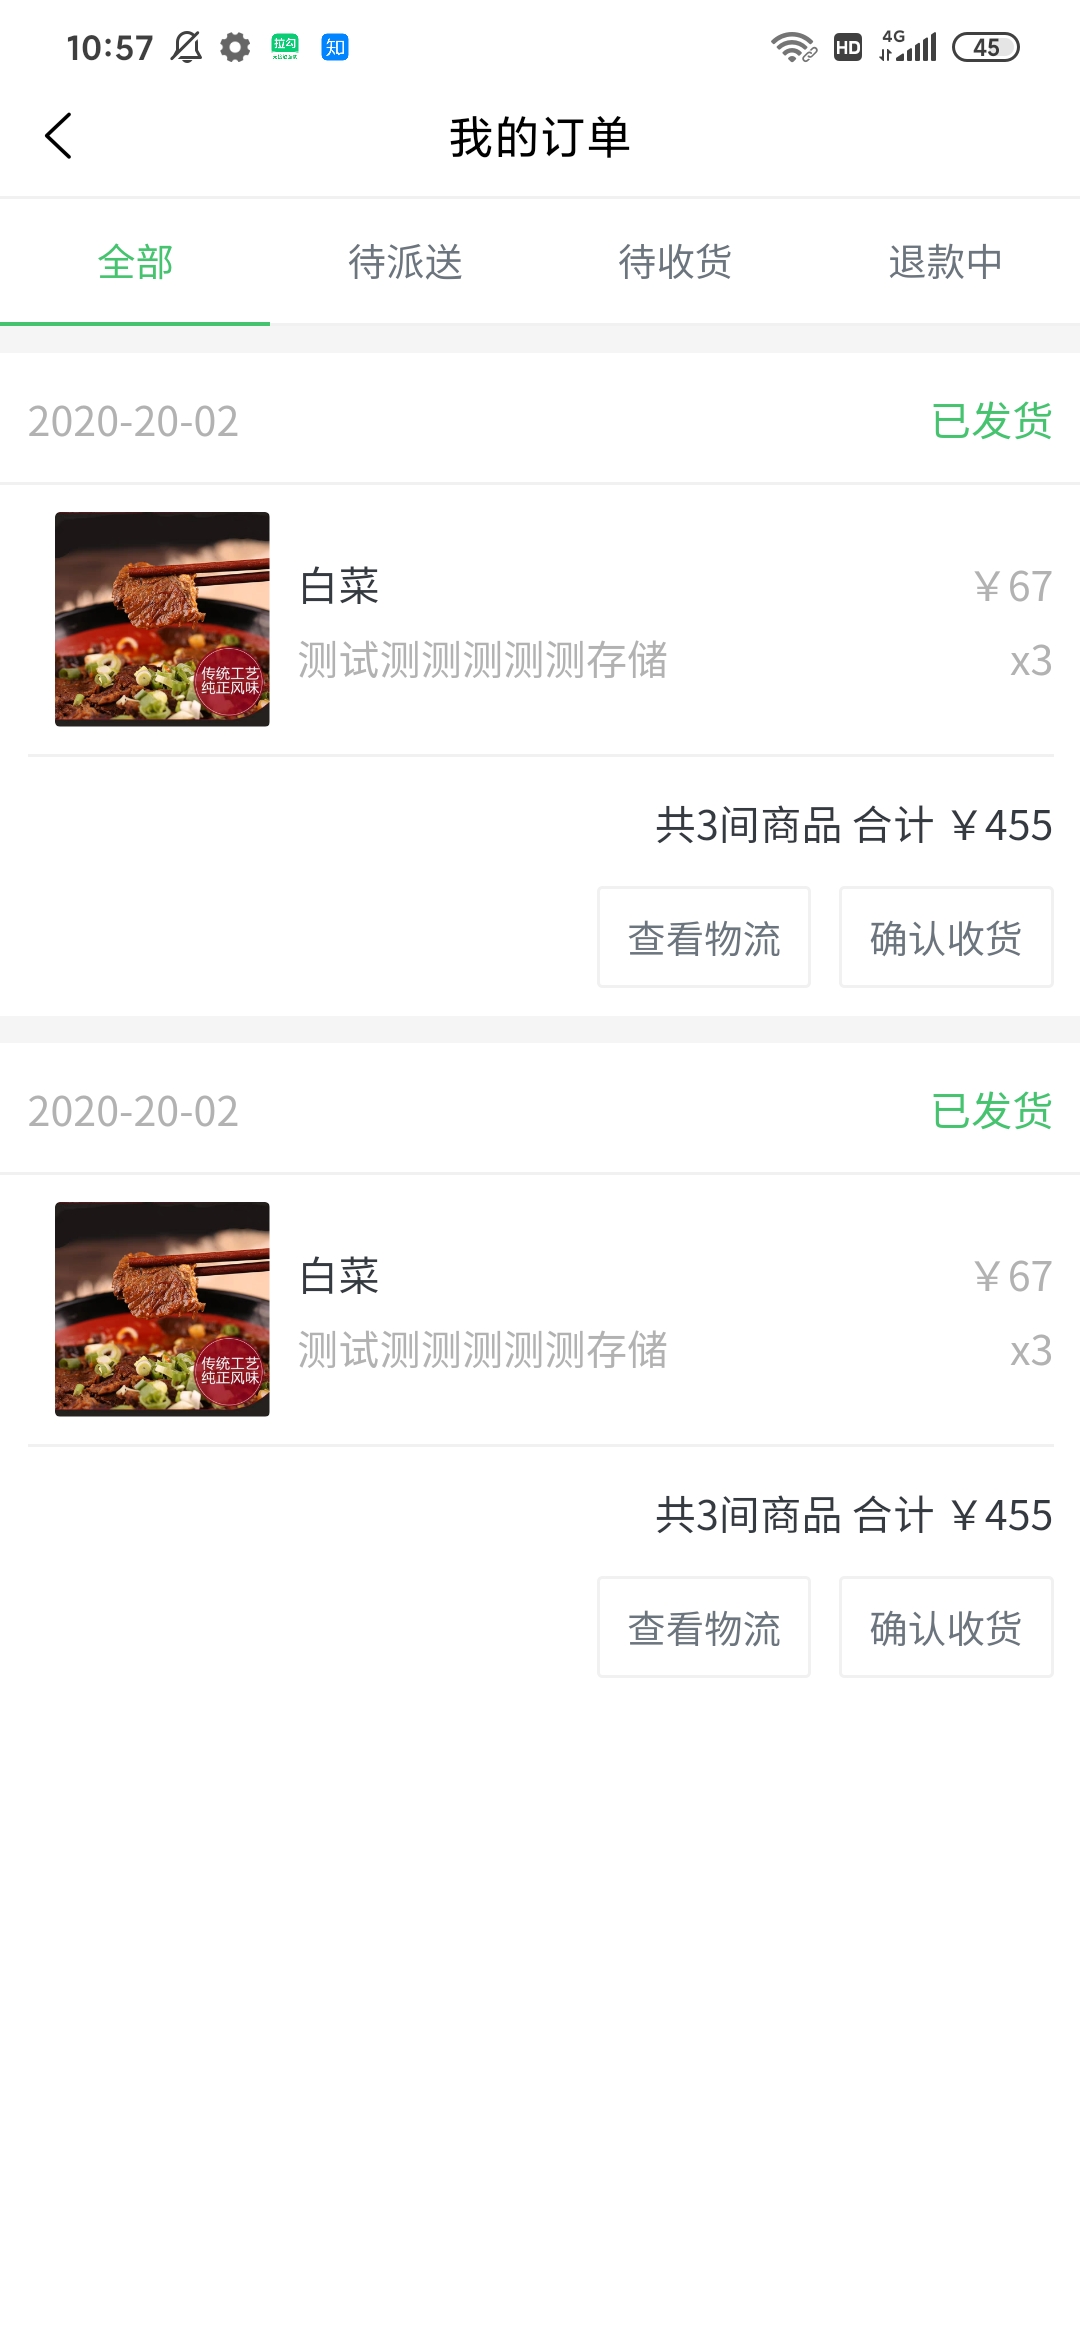 10:57 拉勾 知 HD 4G 45
我的订单
全部 待派送 待收货 退款中
2020-20-02 已发货
白菜 ￥67
测试测测测测测存储 x3
传统工艺
纯正风味
共3间商品 合计 ￥455
查看物流 确认收货
2020-20-02 已发货
白菜 ￥67
测试测测测测测存储 x3
传统工艺
纯正风味
共3间商品 合计 ￥455
查看物流 确认收货